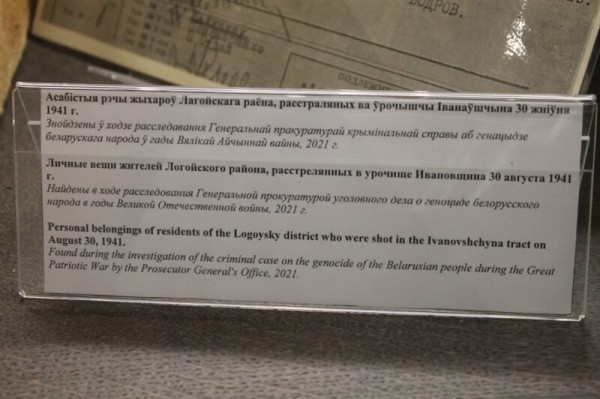 ВОДРОВ.
Асабістыя рэчы жыхароў Лагойскага раёна, расстраляных ва ўрочышчы Іванаўшчына 30 жніўня
1941 г.
Знойдзены ў ходзе расследавання Генеральнай пракуратурай крымінальнай справы аб генацыдзе
беларускага народа ў гады Вялікай Айчыннай вайны, 2021 г.
Личные вещи жителей Логойского района, расстрелянных в урочище Ивановщина 30 августа 1941
г.
Найдены в ходе расследования Генеральной прокуратурой уголовного дела о геноциде белорусского
народа в годы Великой Отечественной войны, 2021 г.
Personal belongings of residents of the Logoysky district who were shot in the Ivanovshchyna tract on
August 30, 1941.
Found during the investigation of the criminal case on the genocide of the Belarusian people during the Great
Patriotic War by the Prosecutor General's Office, 2021.